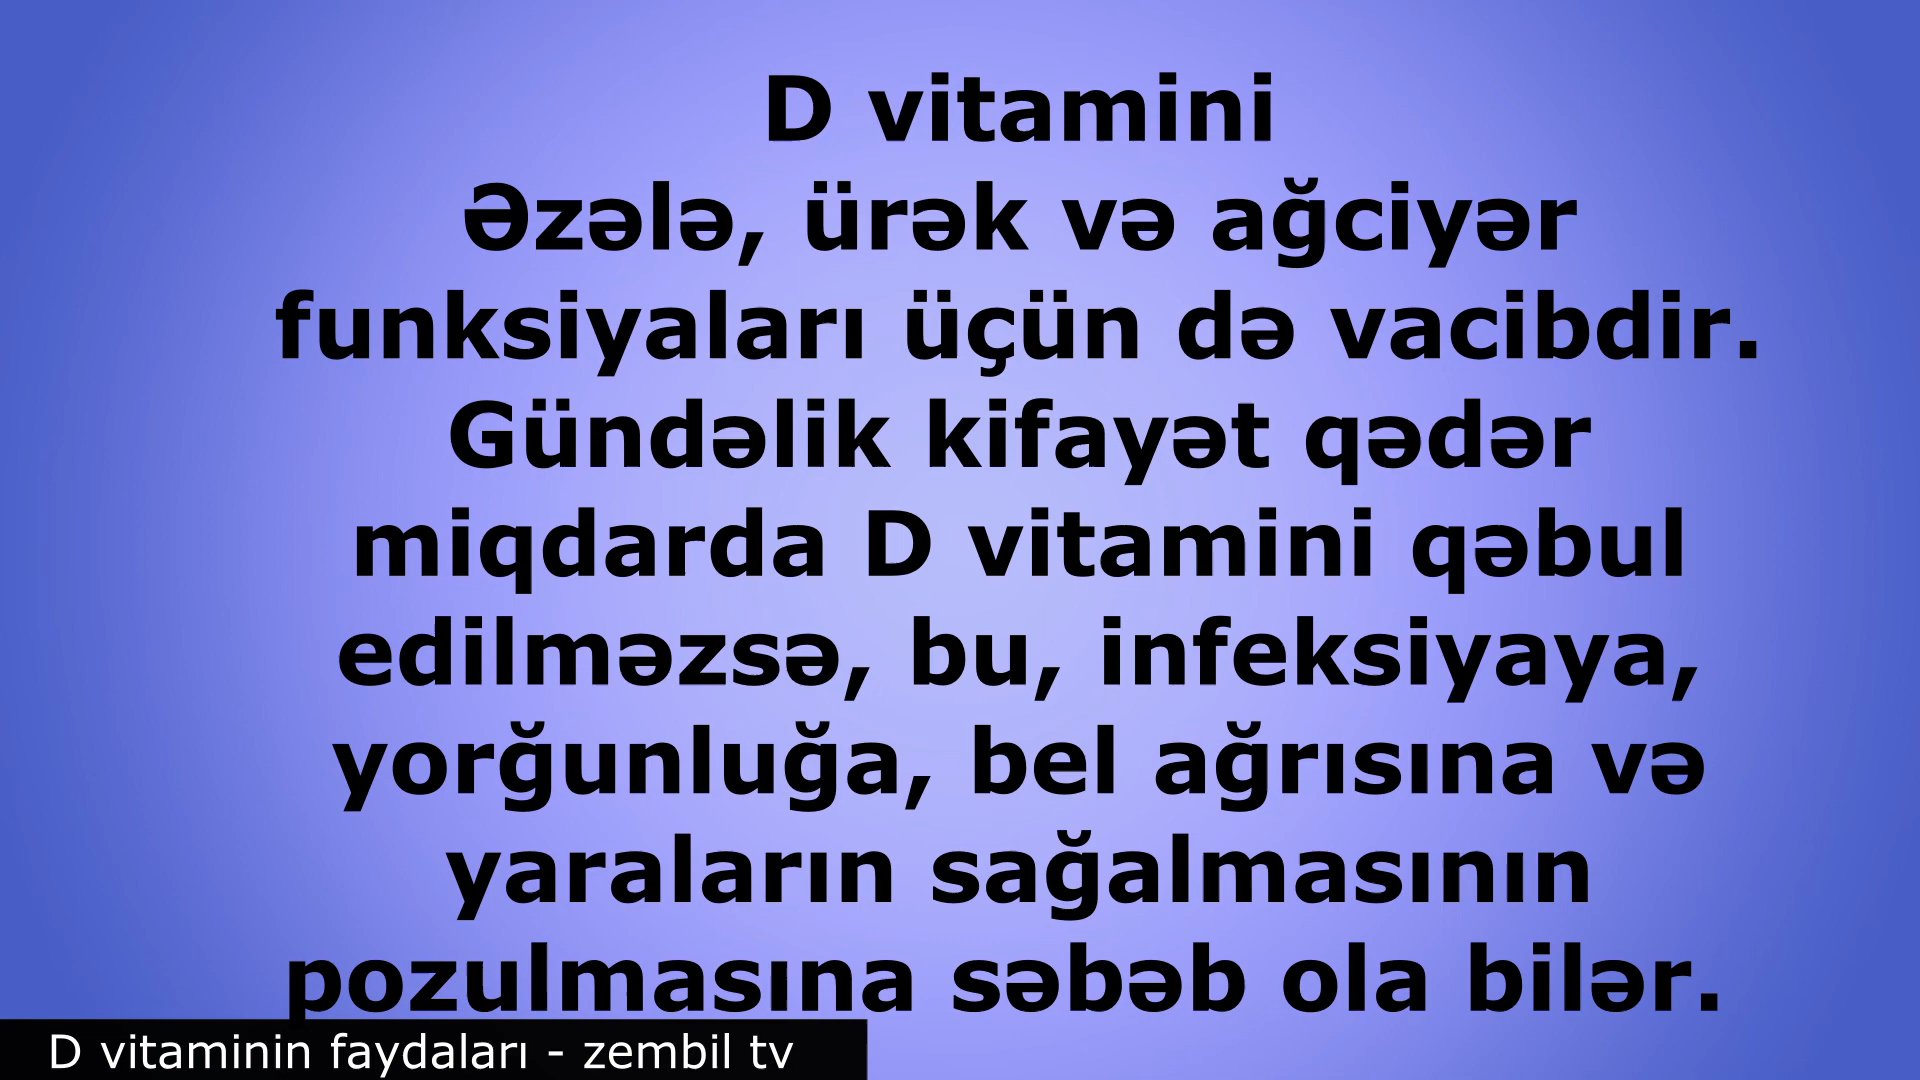 D vitamini
Əzələ, ürək və ağciyər
funksiyaları üçün də vacibdir.
Gündəlik kifayət qədər
miqdarda D vitamini qəbul
edilməzsə, bu, infeksiyaya,
yorğunluğa, bel ağrısına və
yaraların sağalmasının
pozulmasına səbəb ola bilər.
D vitaminin faydaları - zembil tv